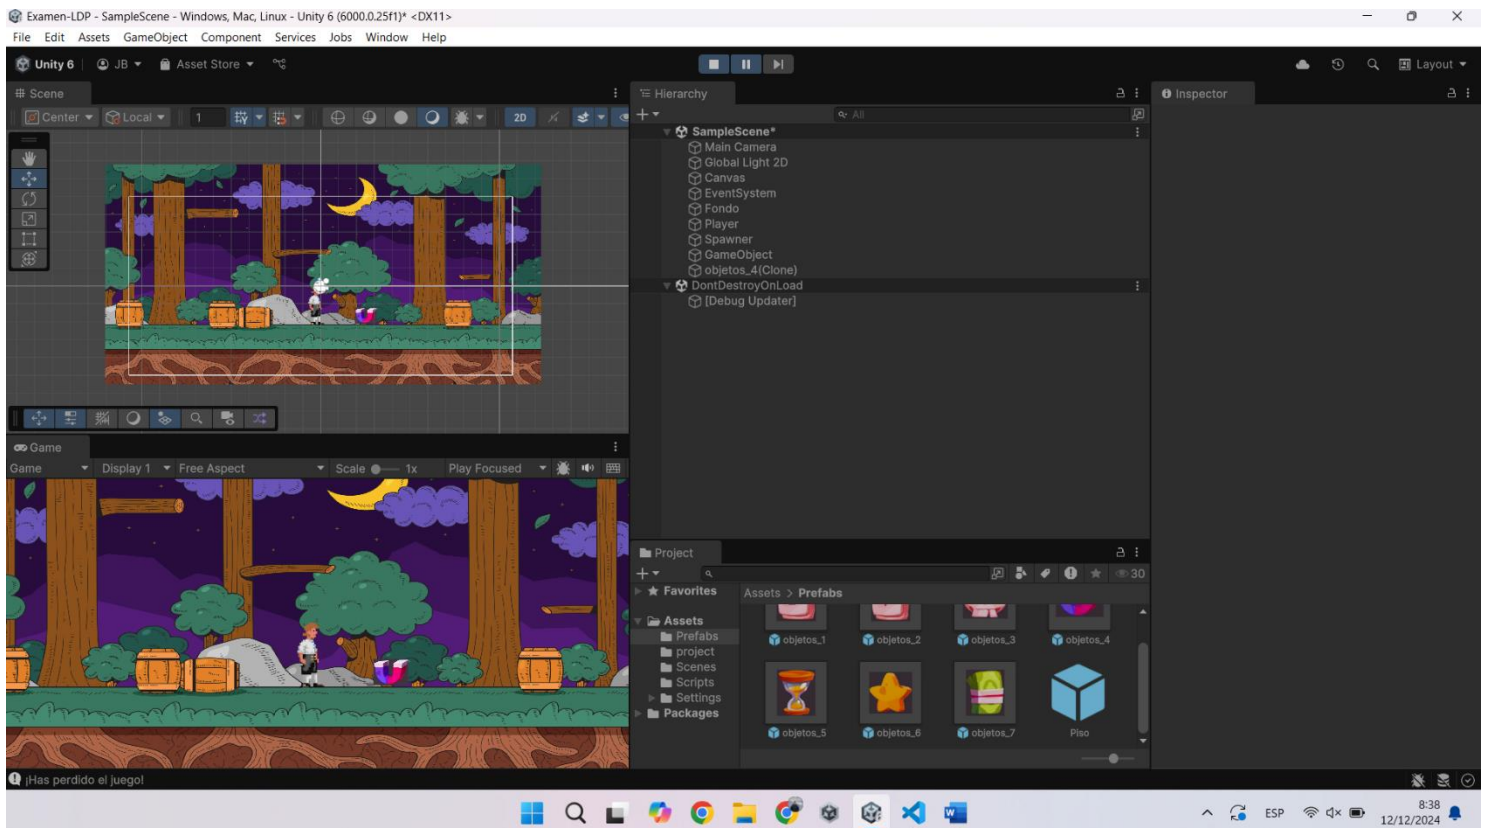 Examen-LDP - SampleScene - Windows, Mac, Linux - Unity 6 (6000.0.25f1)* <DX11>
File Edit Assets GameObject Component Services Jobs Window Help
Unity 6 JB Asset Store Layout
Scene
Center Local 1 2D
Hierarchy
All
SampleScene*
Main Camera
Global Light 2D
Canvas
EventSystem
Fondo
Player
Spawner
GameObject
objetos_4(Clone)
DontDestroyOnLoad
[Debug Updater]
Inspector
Game
Game Display 1 Free Aspect Scale 1x Play Focused
Project
30
Favorites
Assets
Prefabs
project
Scenes
Scripts
Settings
Packages
Assets > Prefabs
objetos_1 objetos_2 objetos_3 objetos_4
objetos_5 objetos_6 objetos_7 Piso
¡Has perdido el juego!
ESP
8:38
12/12/2024